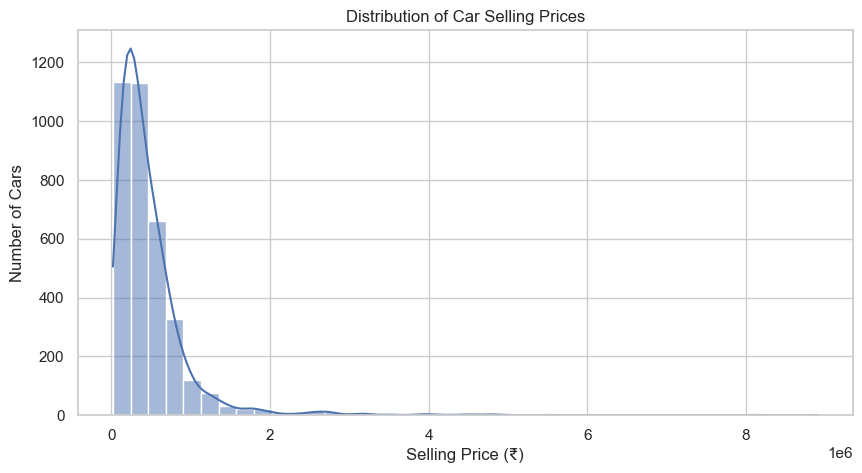 Distribution of Car Selling Prices
Number of Cars
1200
1000
800
600
400
200
0
0 2 4 6 8
1e6
Selling Price (₹)